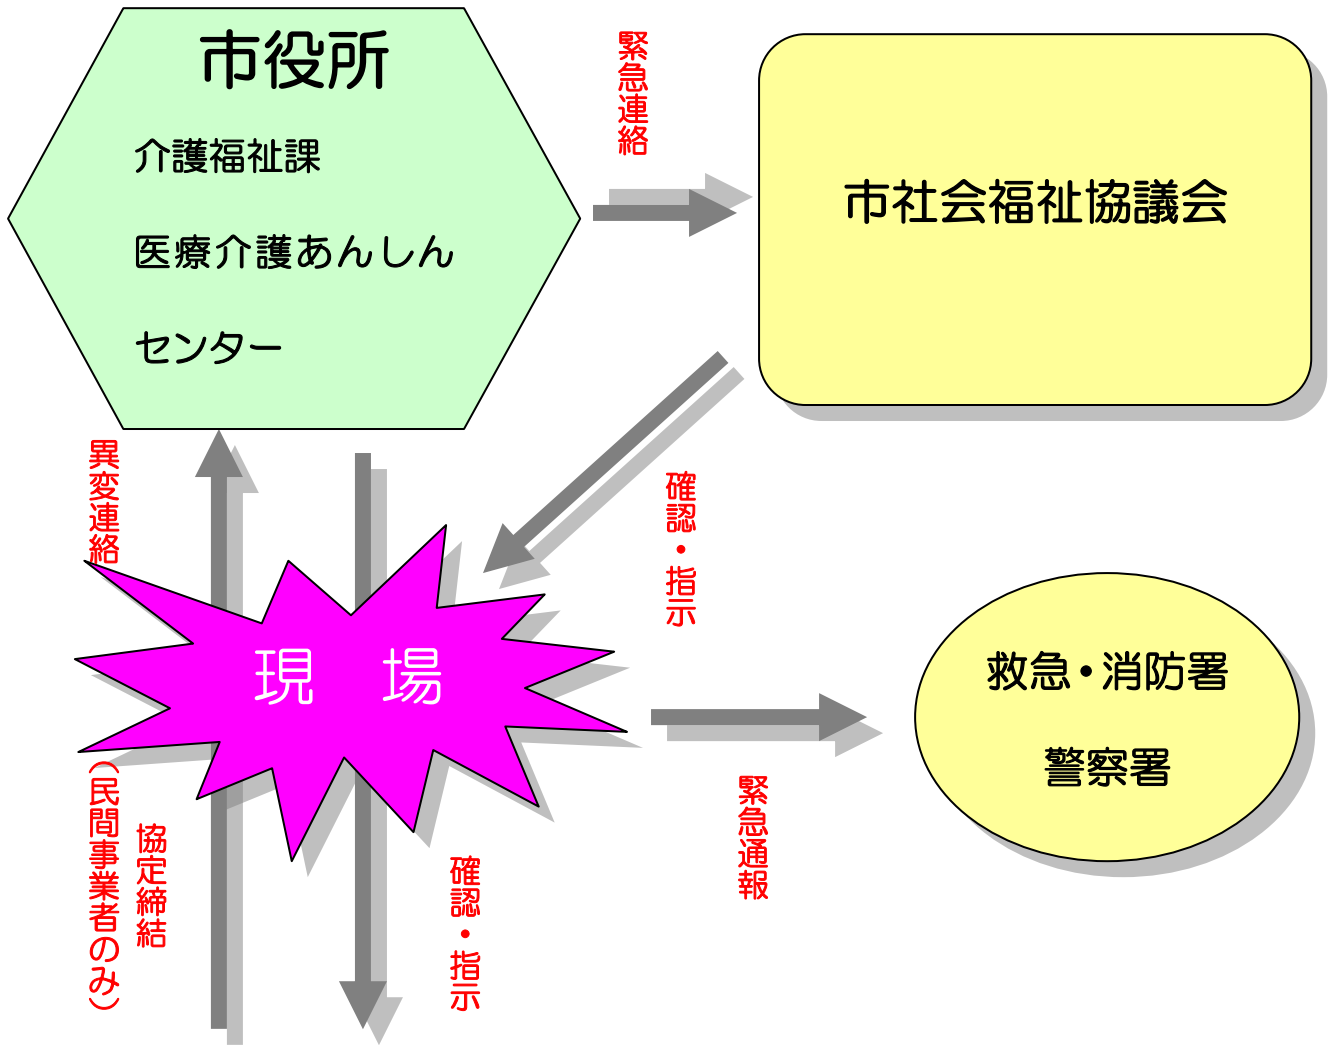 市役所
介護福祉課
医療介護あんしん
センター
緊急連絡
市社会福祉協議会
異変連絡
確認・指示
現　場
救急・消防署
警察署
緊急通報
協定締結
（民間事業者のみ）
確認・指示